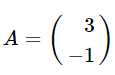 A = ( 3
-1 )